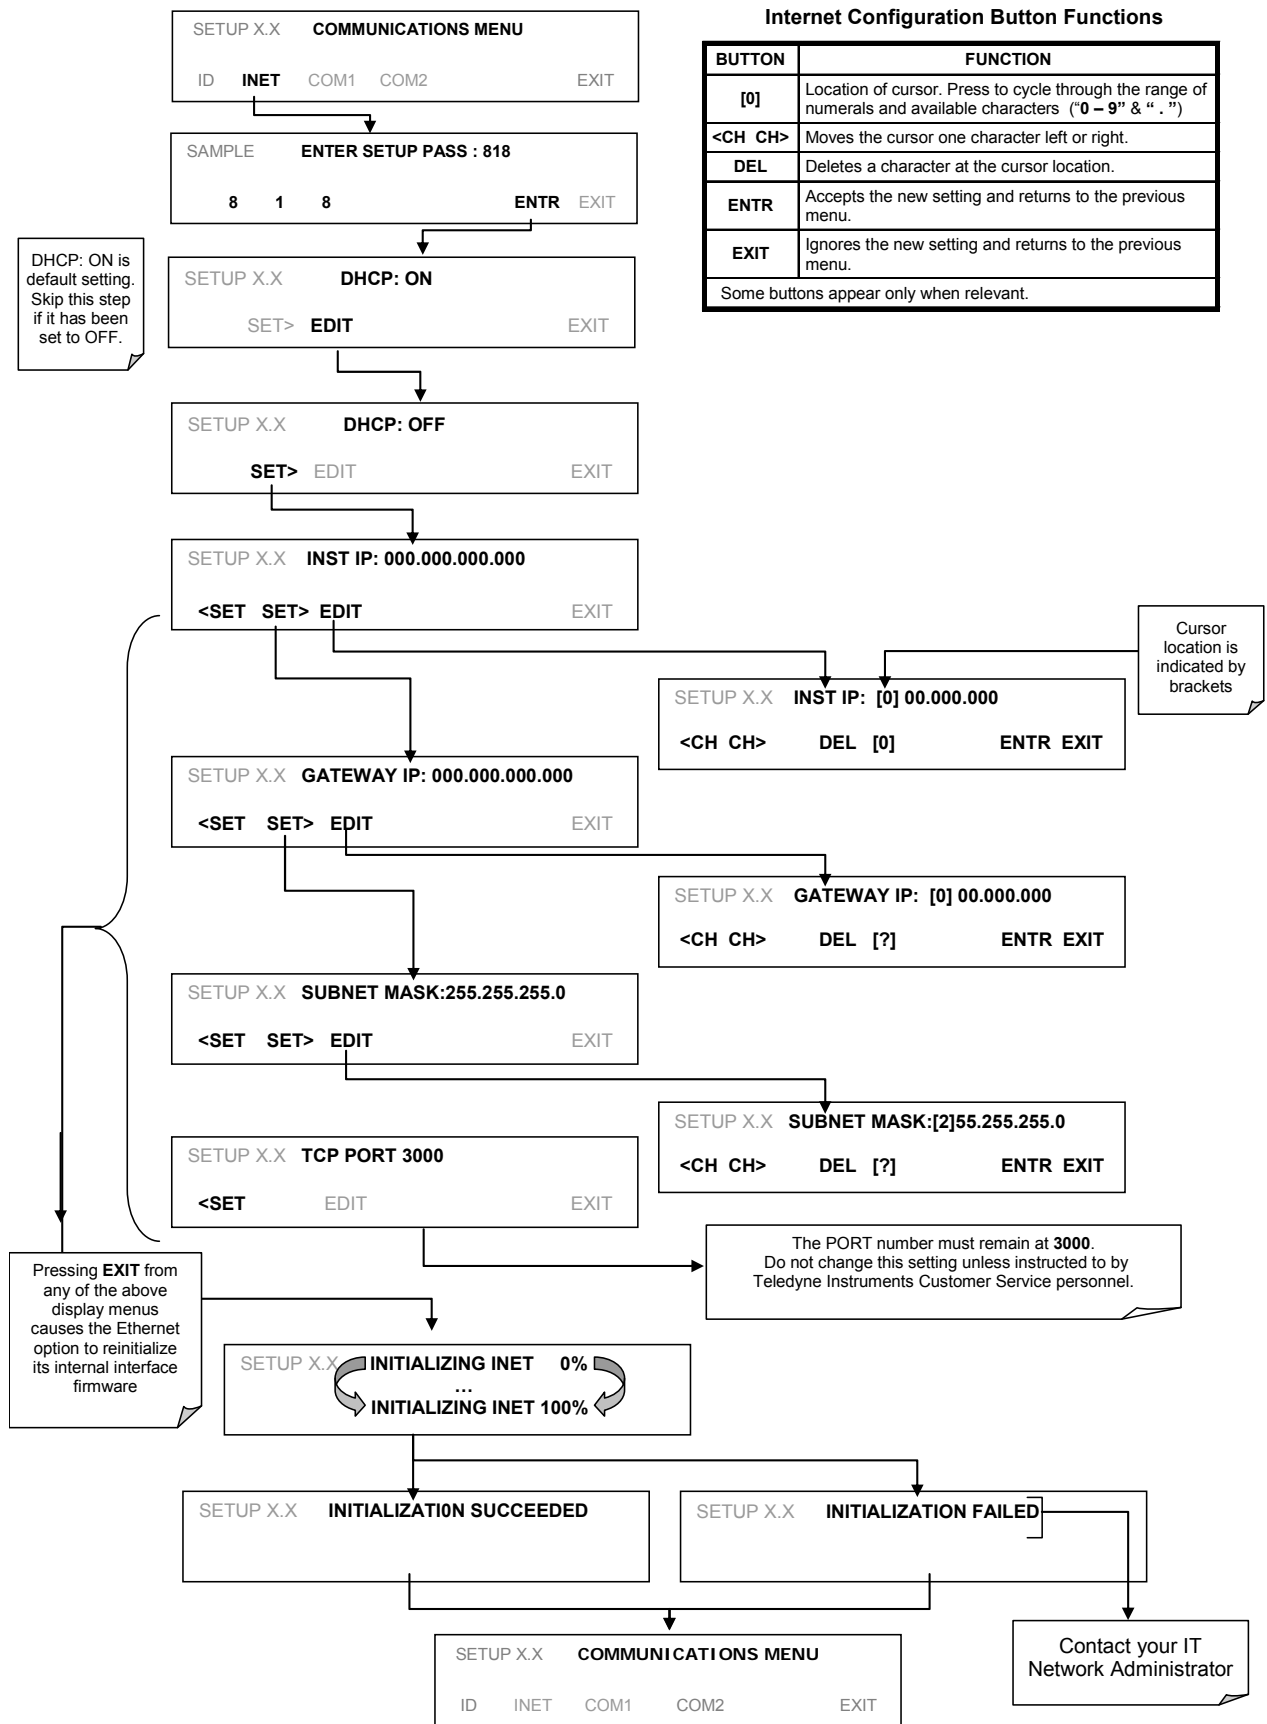 SETUP X.X COMMUNICATIONS MENU
ID INET COM1 COM2 EXIT
Internet Configuration Button Functions
BUTTON FUNCTION
[0] Location of cursor. Press to cycle through the range of
numerals and available characters (“0 – 9” & “ . ”)
<CH CH> Moves the cursor one character left or right.
DEL Deletes a character at the cursor location.
ENTR Accepts the new setting and returns to the previous
menu.
EXIT Ignores the new setting and returns to the previous
menu.
Some buttons appear only when relevant.
SAMPLE ENTER SETUP PASS : 818
8 1 8 ENTR EXIT
DHCP: ON is
default setting.
Skip this step
if it has been
set to OFF.
SETUP X.X DHCP: ON
SET> EDIT EXIT
SETUP X.X DHCP: OFF
SET> EDIT EXIT
SETUP X.X INST IP: 000.000.000.000
<SET SET> EDIT EXIT
Cursor
location is
indicated by
brackets
SETUP X.X INST IP: [0] 00.000.000
<CH CH> DEL [0] ENTR EXIT
SETUP X.X GATEWAY IP: 000.000.000.000
<SET SET> EDIT EXIT
SETUP X.X GATEWAY IP: [0] 00.000.000
<CH CH> DEL [?] ENTR EXIT
SETUP X.X SUBNET MASK:255.255.255.0
<SET SET> EDIT EXIT
SETUP X.X SUBNET MASK:[2]55.255.255.0
<CH CH> DEL [?] ENTR EXIT
SETUP X.X TCP PORT 3000
<SET EDIT EXIT
The PORT number must remain at 3000.
Do not change this setting unless instructed to by
Teledyne Instruments Customer Service personnel.
Pressing EXIT from
any of the above
display menus
causes the Ethernet
option to reinitialize
its internal interface
firmware
SETUP X.X INITIALIZING INET 0%
…
INITIALIZING INET 100%
SETUP X.X INITIALIZATI0N SUCCEEDED
SETUP X.X INITIALIZATION FAILED
Contact your IT
Network Administrator
SETUP X.X COMMUNICATIONS MENU
ID INET COM1 COM2 EXIT